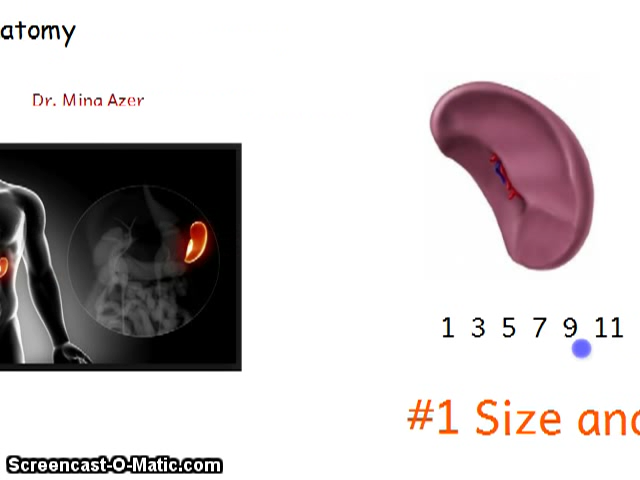 atomy
Dr. Mina Azer
1 3 5 7 9 11
#1 Size and
Screencast-O-Matic.com